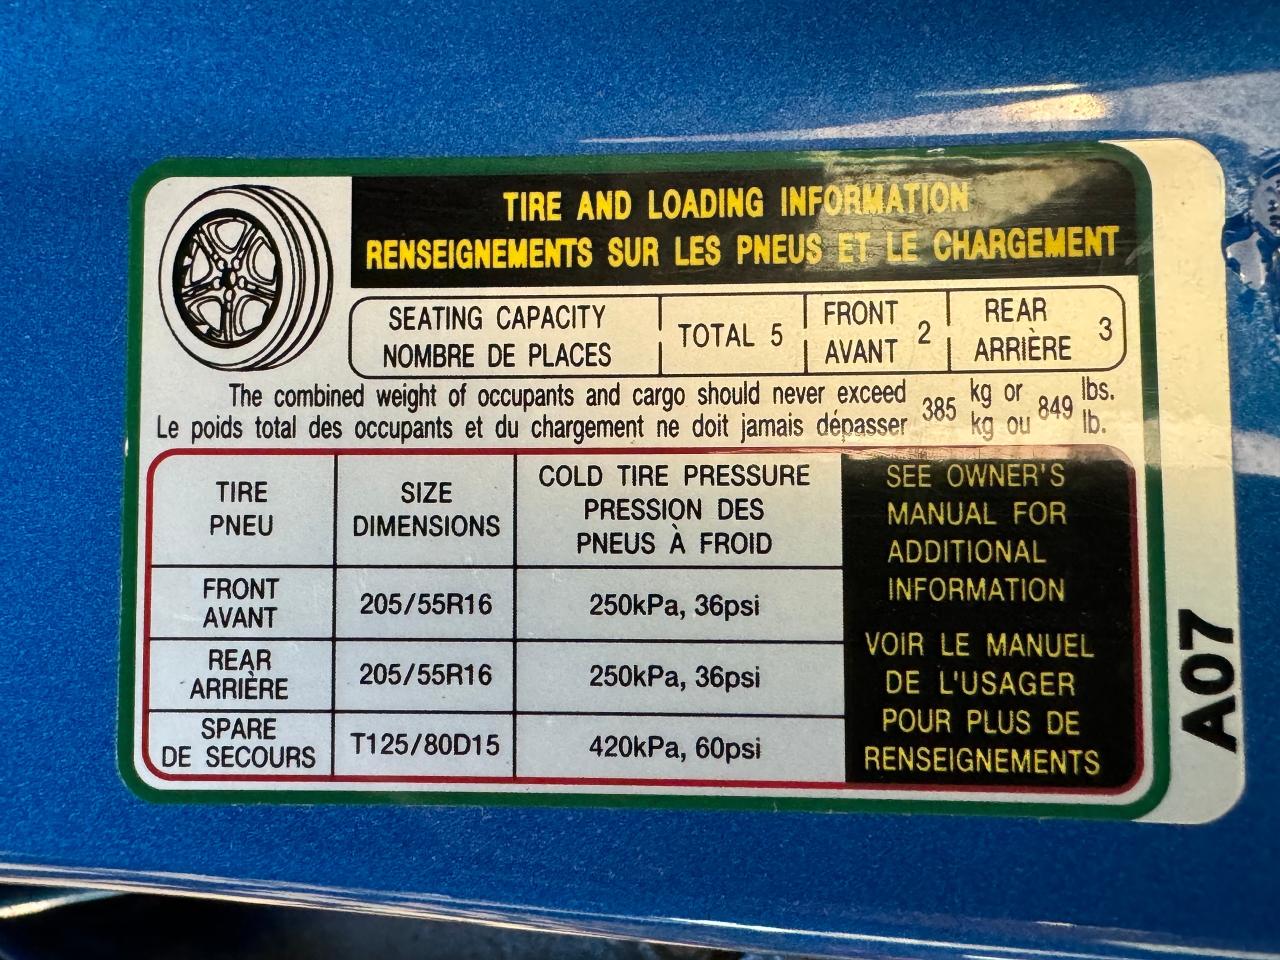 TIRE AND LOADING INFORMATION
RENSEIGNEMENTS SUR LES PNEUS ET LE CHARGEMENT
SEATING CAPACITY
NOMBRE DE PLACES
TOTAL 5
FRONT
AVANT
2
REAR
ARRIÈRE
3
The combined weight of occupants and cargo should never exceed 385 kg or 849 lbs.
Le poids total des occupants et du chargement ne doit jamais dépasser kg ou lb.
TIRE
PNEU
SIZE
DIMENSIONS
COLD TIRE PRESSURE
PRESSION DES
PNEUS À FROID
FRONT
AVANT
205/55R16
250kPa, 36psi
REAR
ARRIÈRE
205/55R16
250kPa, 36psi
SPARE
DE SECOURS
T125/80D15
420kPa, 60psi
SEE OWNER'S
MANUAL FOR
ADDITIONAL
INFORMATION
VOIR LE MANUEL
DE L'USAGER
POUR PLUS DE
RENSEIGNEMENTS
A07